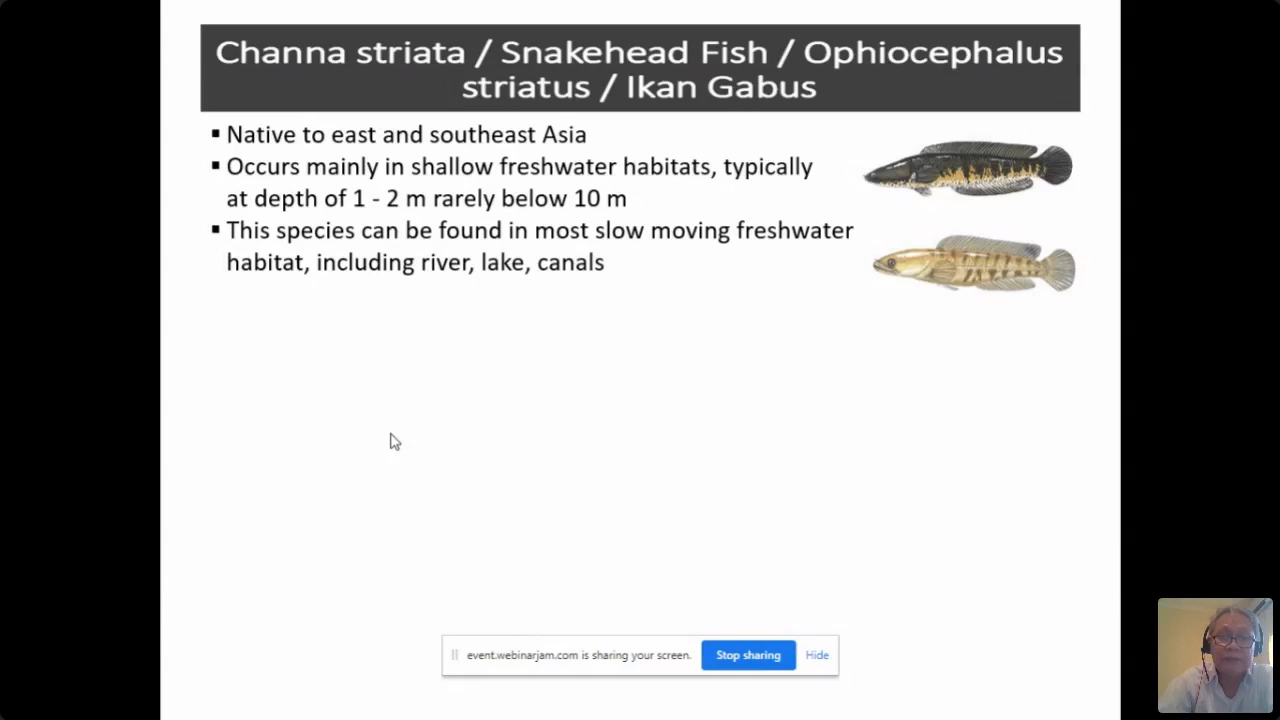 Channa striata / Snakehead Fish / Ophiocephalus
striatus / Ikan Gabus
▪ Native to east and southeast Asia
▪ Occurs mainly in shallow freshwater habitats, typically
at depth of 1 - 2 m rarely below 10 m
▪ This species can be found in most slow moving freshwater
habitat, including river, lake, canals
event.webinarjam.com is sharing your screen. Stop sharing Hide